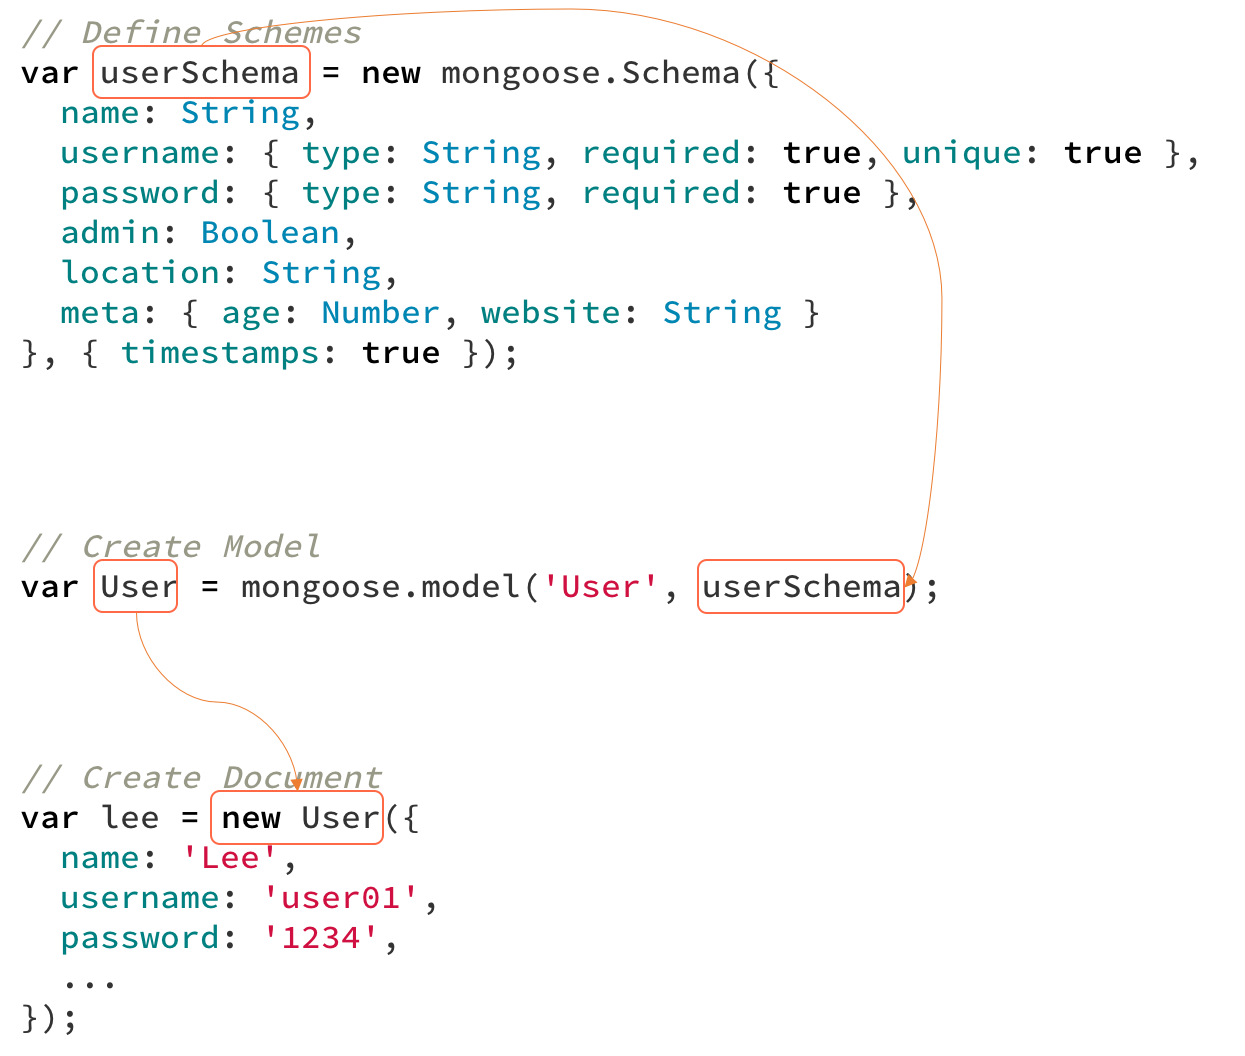 // Define Schemes
var userSchema = new mongoose.Schema({
  name: String,
  username: { type: String, required: true, unique: true },
  password: { type: String, required: true },
  admin: Boolean,
  location: String,
  meta: { age: Number, website: String }
}, { timestamps: true });
// Create Model
var User = mongoose.model('User', userSchema);
// Create Document
var lee = new User({
  name: 'Lee',
  username: 'user01',
  password: '1234',
  ...
});